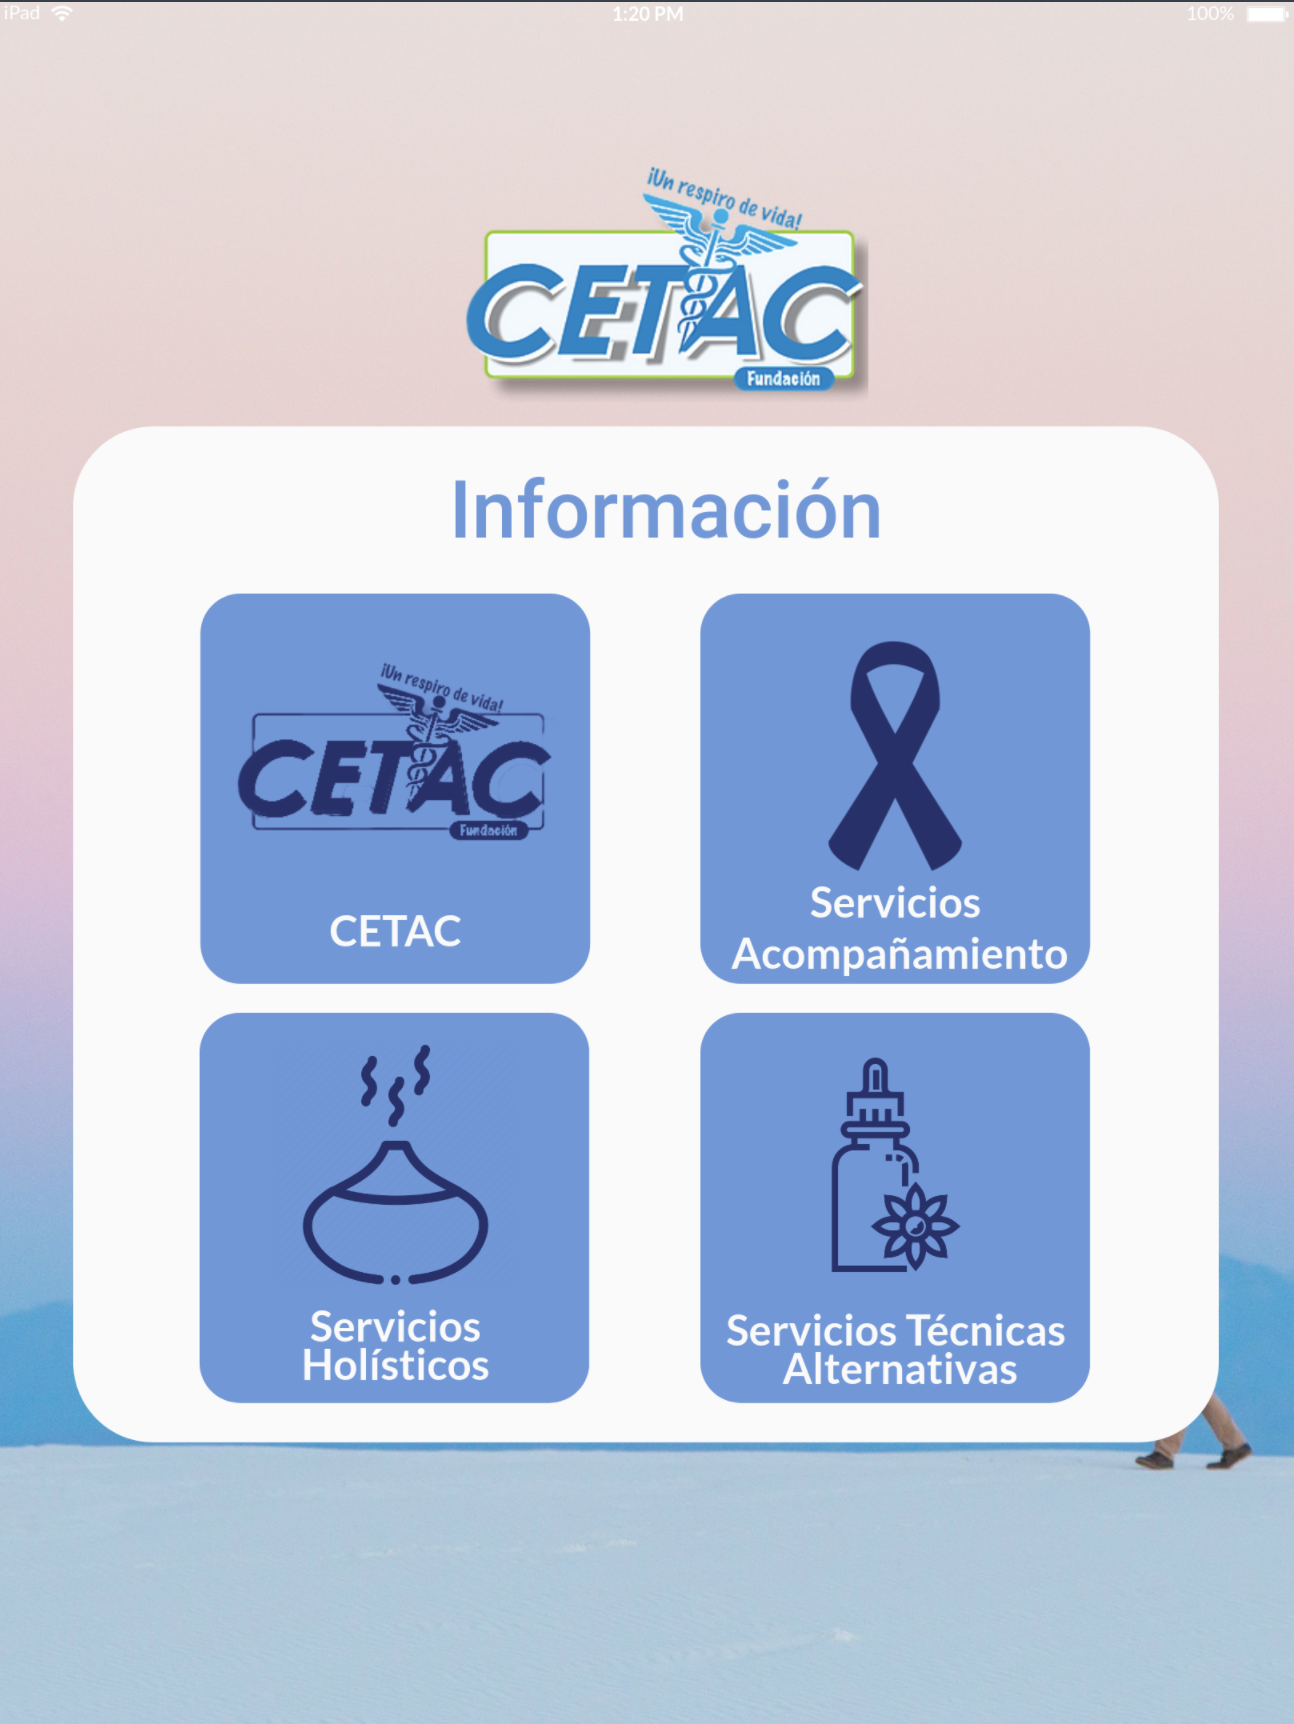 iPad
1:20 PM
100%
¡Un respiro de vida!
CETAC
Fundación
Información
¡Un respiro de vida!
CETAC
Fundación
CETAC
Servicios
Acompañamiento
Servicios
Holísticos
Servicios Técnicas
Alternativas